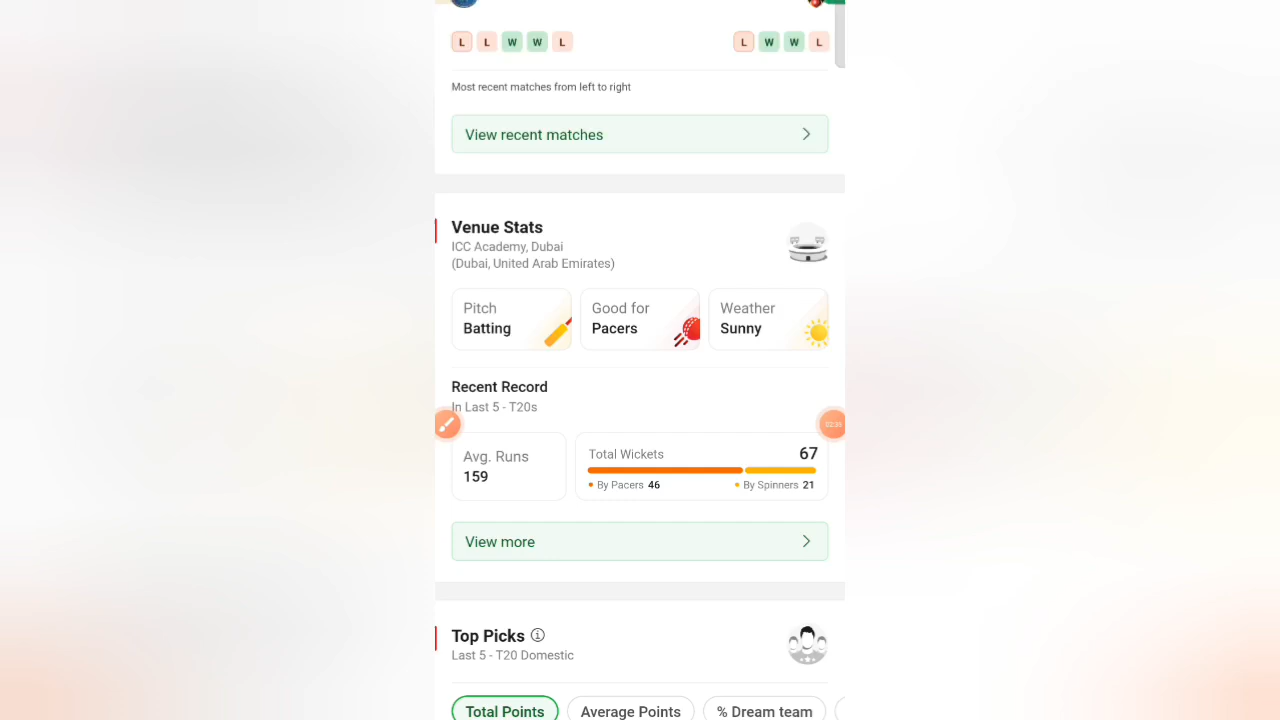 L L W W L L W W L
Most recent matches from left to right
View recent matches
Venue Stats
ICC Academy, Dubai
(Dubai, United Arab Emirates)
Pitch Good for Weather
Batting Pacers Sunny
Recent Record
In Last 5 - T20s
Avg. Runs
159
Total Wickets 67
By Pacers 46 By Spinners 21
View more
Top Picks
Last 5 - T20 Domestic
Total Points Average Points % Dream team